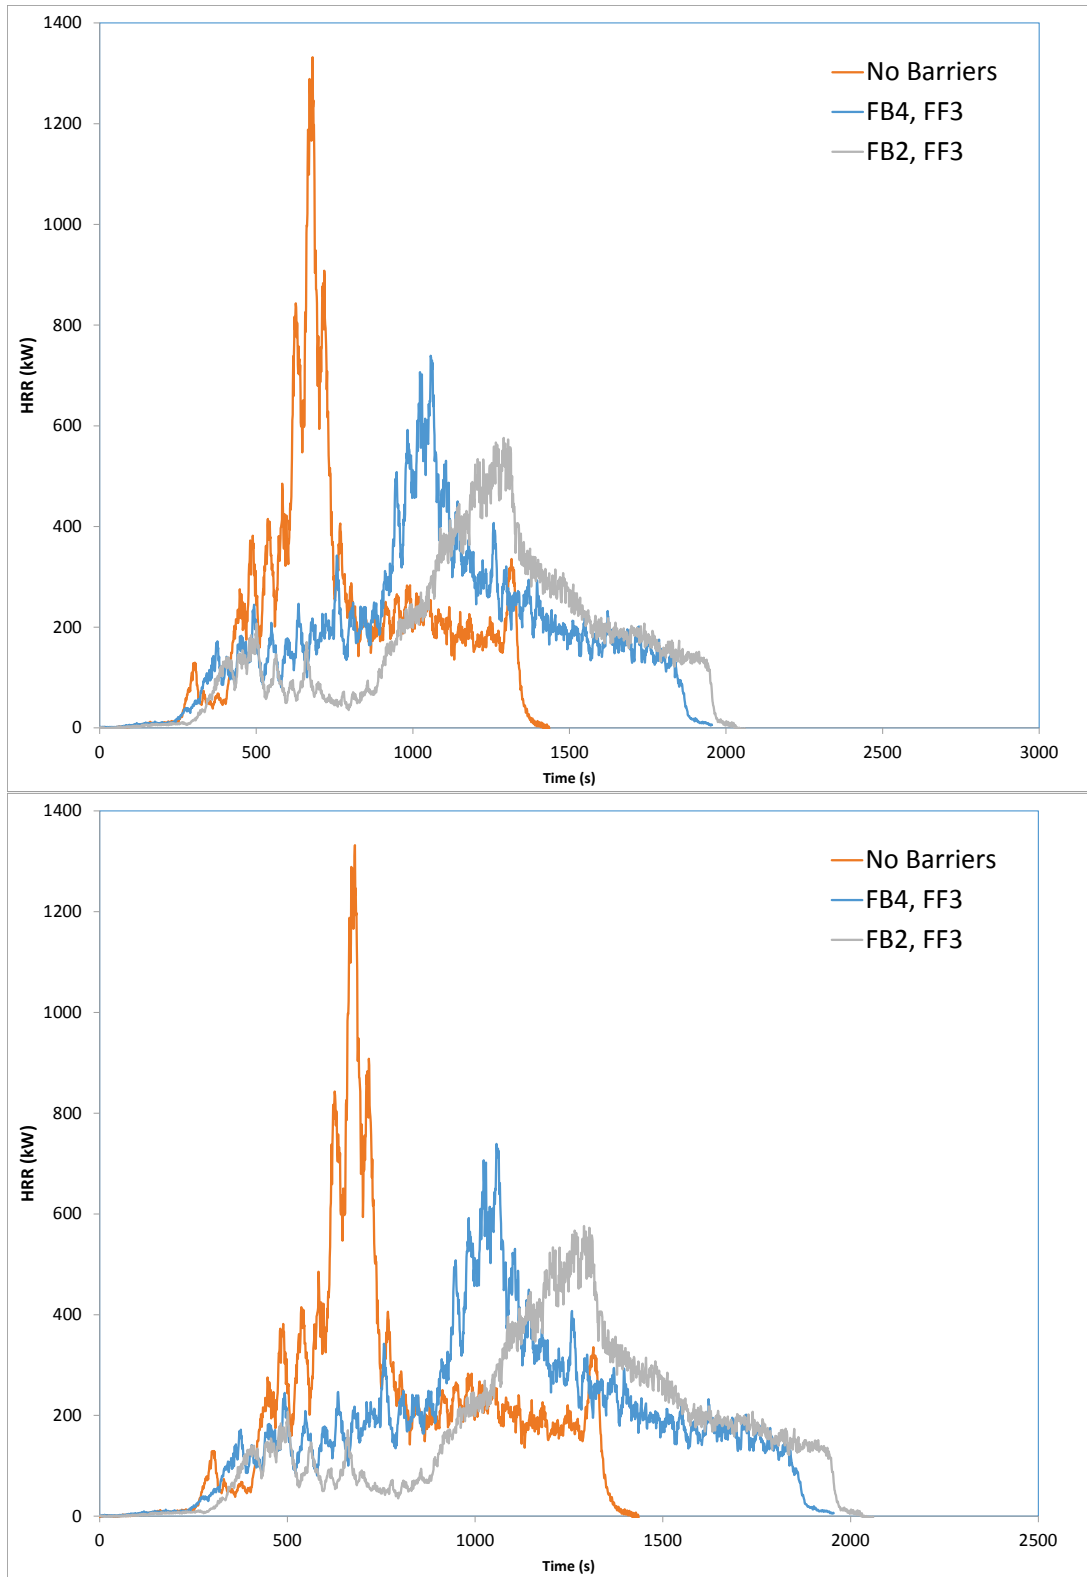 1400
1200
1000
800
600
400
200
0
HRR (kW)
No Barriers
FB4, FF3
FB2, FF3
0 500 1000 1500 2000 2500 3000
Time (s)
1400
1200
1000
800
600
400
200
0
HRR (kW)
No Barriers
FB4, FF3
FB2, FF3
0 500 1000 1500 2000 2500
Time (s)